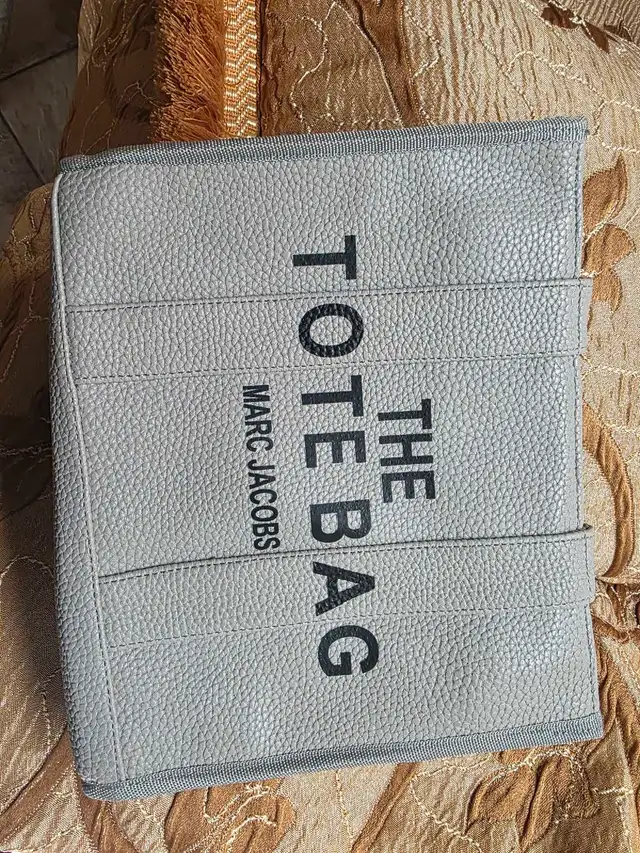 THE
TOTE BAG
MARC JACOBS